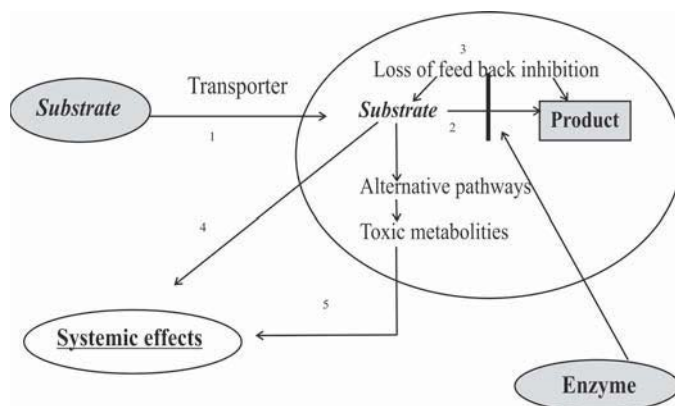 3
Loss of feed back inhibition
Transporter
Substrate
Substrate
Product
1
2
Alternative pathways
4
Toxic metabolities
5
Systemic effects
Enzyme